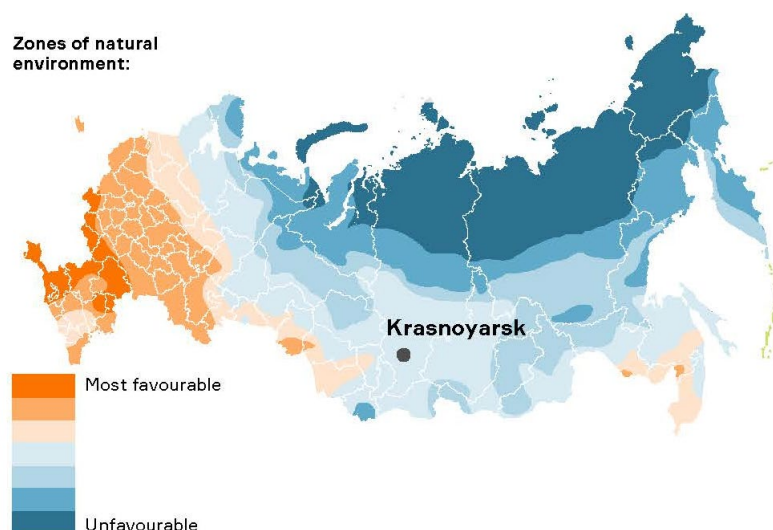 Zones of natural
environment:
Krasnoyarsk
Most favourable
Unfavourable